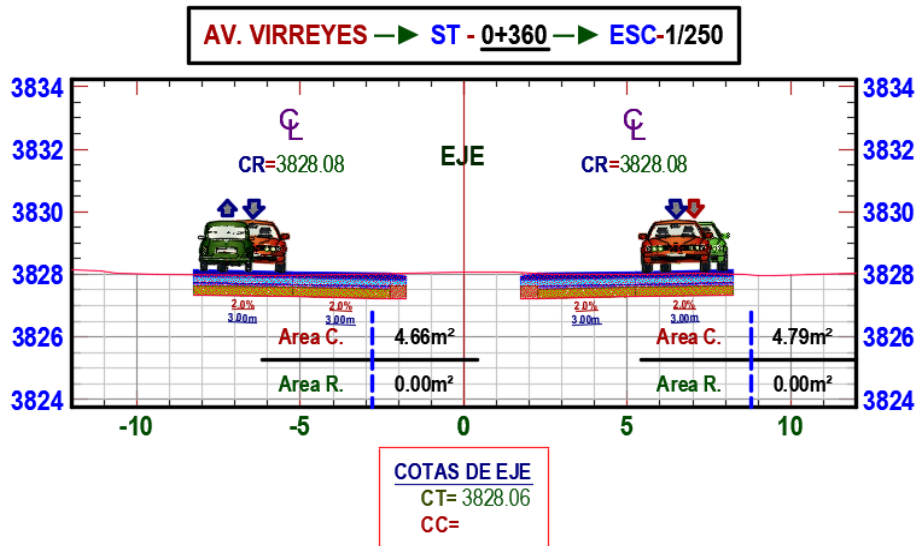 AV. VIRREYES ST - 0+360 ESC-1/250
3834 3834
3832 3832
EJE
CR=3828.08 CR=3828.08
3830 3830
3828 3828
2.0% 2.0% 2.0% 2.0%
3.00m 3.00m 3.00m 3.00m
3826 Area C. 4.66m² Area C. 4.79m² 3826
Area R. 0.00m² Area R. 0.00m²
3824 3824
-10 -5 0 5 10
COTAS DE EJE
CT= 3828.06
CC=